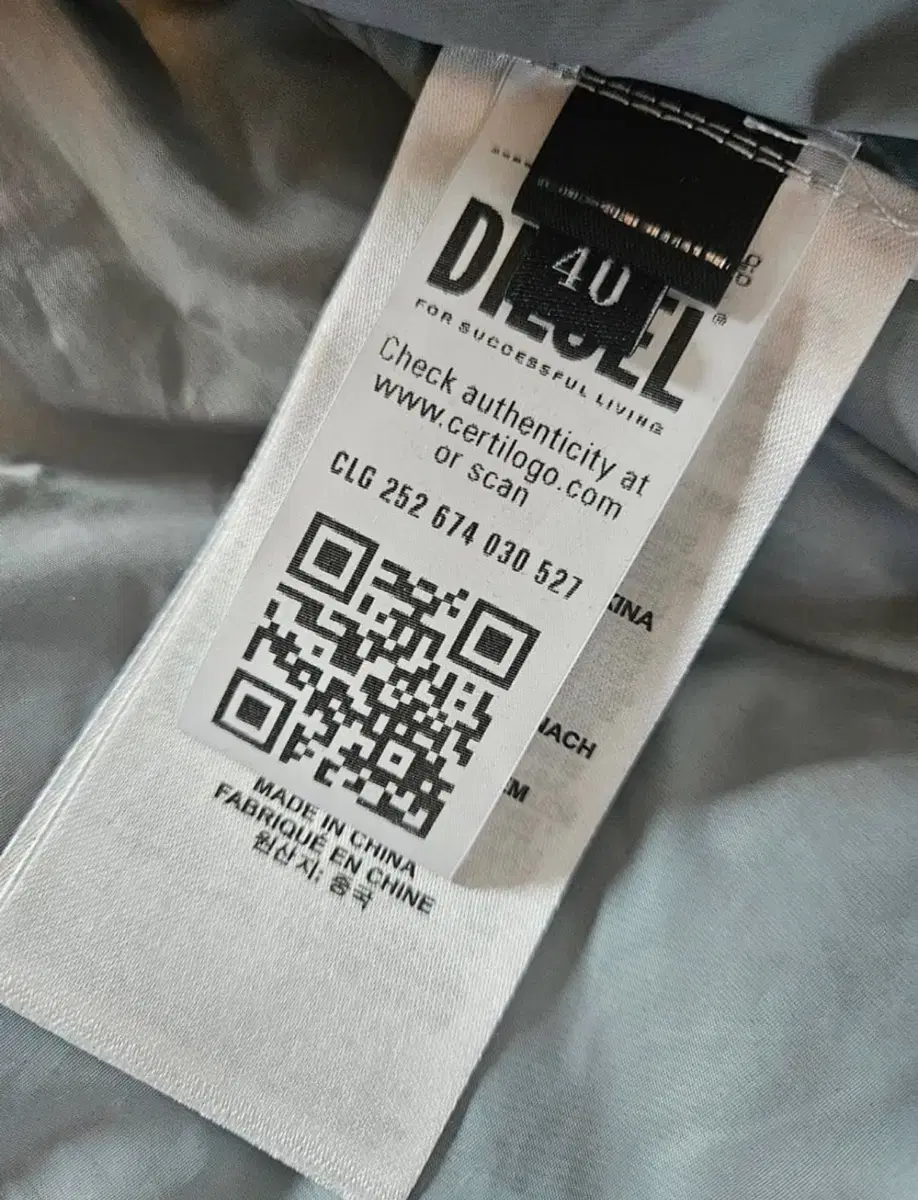 40
DIESEL®
FOR SUCCESSFUL LIVING
Check authenticity at
www.certilogo.com
or scan
CLG 252 674 030 527
KINA
NACH
EM
MADE IN CHINA
FABRIQUÉ EN CHINE
원산지: 중국